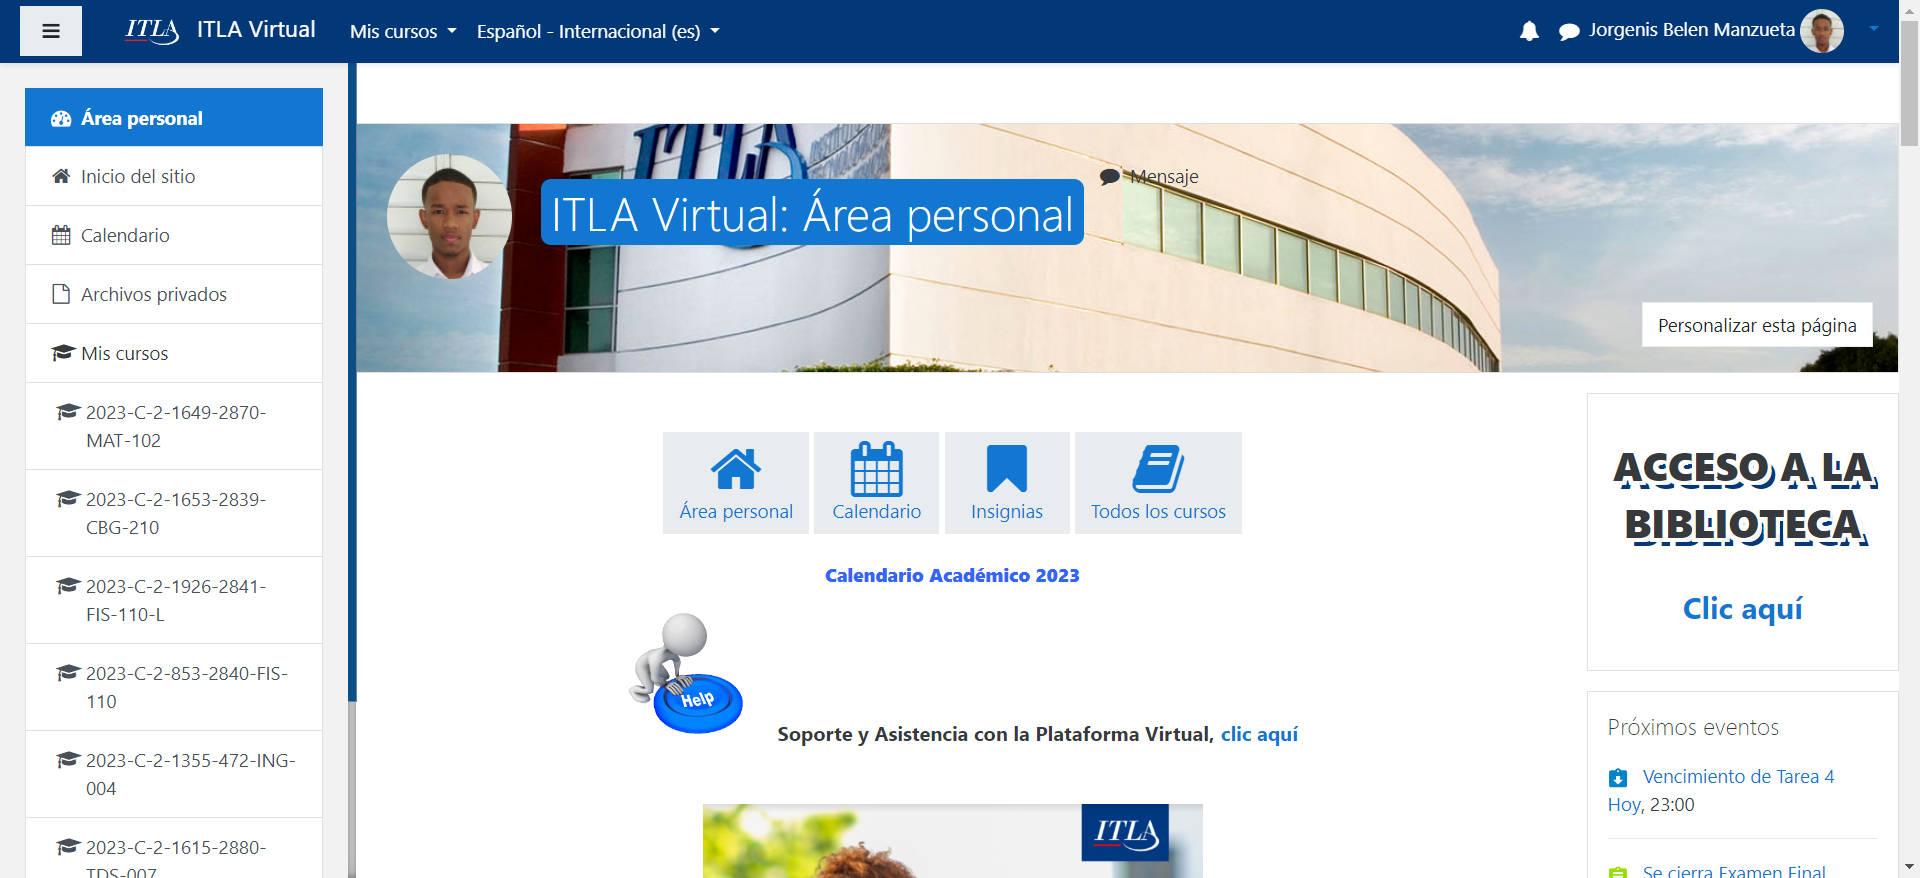 ITLA ITLA Virtual Mis cursos Español - Internacional (es) Jorgenis Belen Manzueta
Área personal
Inicio del sitio
Calendario
Archivos privados
Mis cursos
2023-C-2-1649-2870-
MAT-102
2023-C-2-1653-2839-
CBG-210
2023-C-2-1926-2841-
FIS-110-L
2023-C-2-853-2840-FIS-
110
2023-C-2-1355-472-ING-
004
2023-C-2-1615-2880-
TDS-007
ITLA
ITLA Virtual: Área personal
Mensaje
Personalizar esta página
Área personal
Calendario
Insignias
Todos los cursos
Calendario Académico 2023
Help
Soporte y Asistencia con la Plataforma Virtual, clic aquí
ITLA
ACCESO A LA
BIBLIOTECA
Clic aquí
Próximos eventos
Vencimiento de Tarea 4
Hoy, 23:00
Se cierra Examen Final